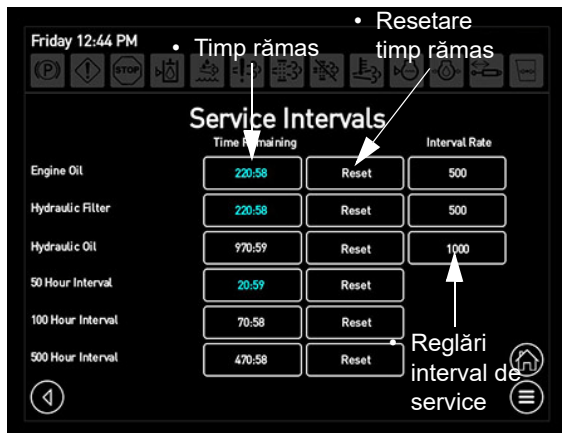 • Resetare
timp rămas
Friday 12:44 PM
• Timp rămas
STOP
Service Intervals
Time Remaining
Interval Rate
Engine Oil 220:58 Reset 500
Hydraulic Filter 220:58 Reset 500
Hydraulic Oil 970:59 Reset 1000
50 Hour Interval 20:59 Reset
100 Hour Interval 70:58 Reset
500 Hour Interval 470:58 Reset
• Reglări
interval de
service